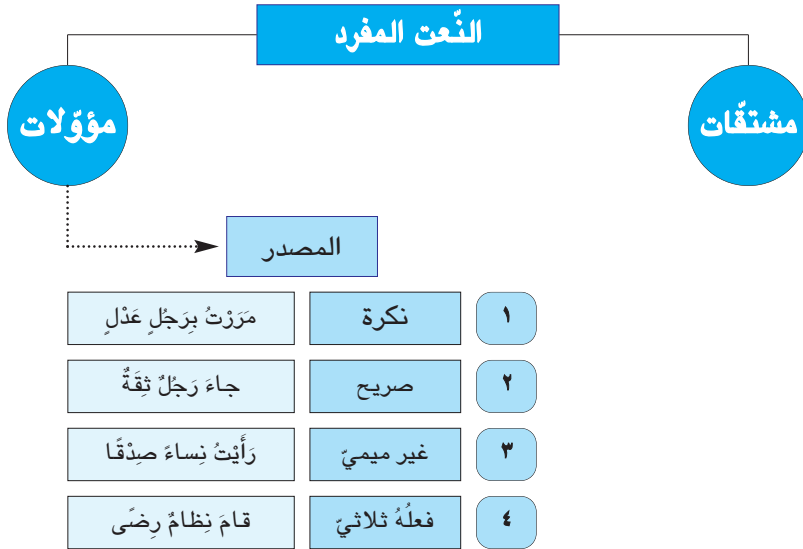 النّعت المفرد
مشتقّات
مؤوّلات
المصدر
١ نكرة مَرَرْتُ بِرَجُلٍ عَدْلٍ
٢ صريح جاءَ رَجُلٌ ثِقَةٌ
٣ غير ميميّ رَأَيْتُ نِساءً صِدْقًا
٤ فعلُهُ ثلاثيّ قامَ نِظامٌ رِضًى